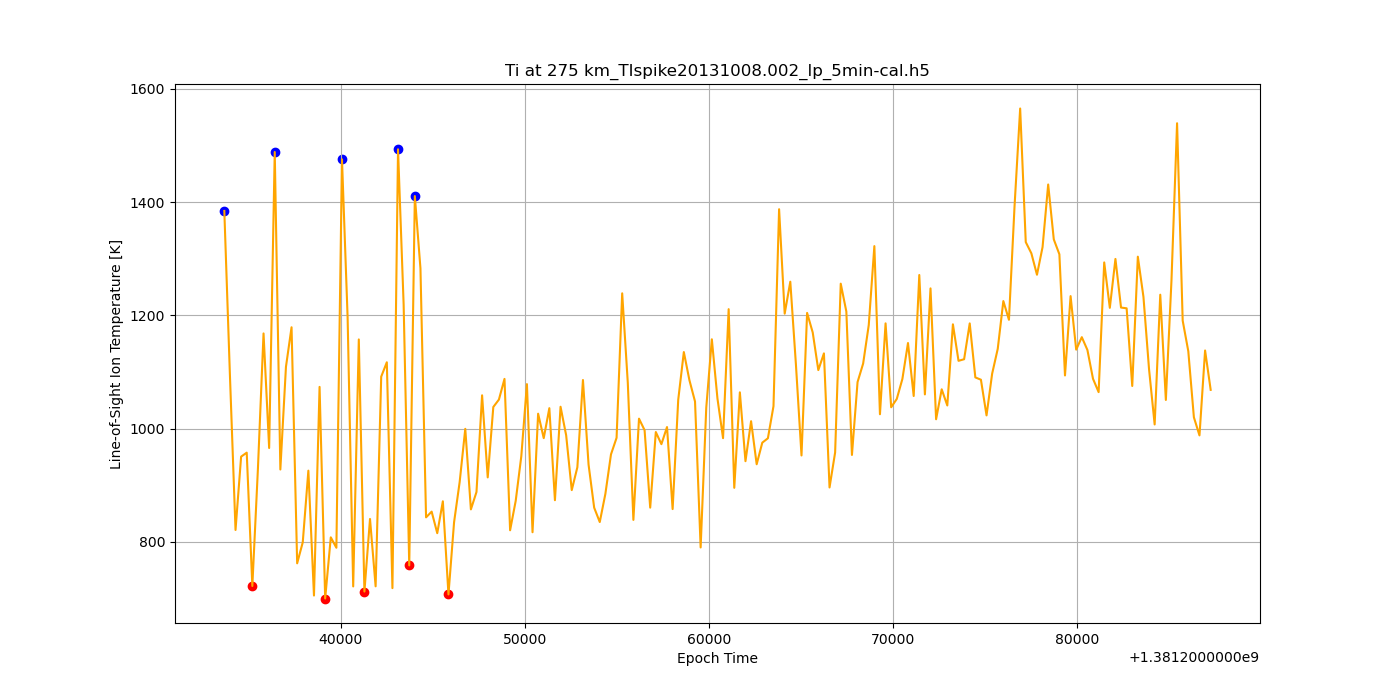 Ti at 275 km_TIspike20131008.002_lp_5min-cal.h5
1600
1400
1200
1000
800
Line-of-Sight Ion Temperature [K]
40000 50000 60000 70000 80000
Epoch Time
+1.3812000000e9